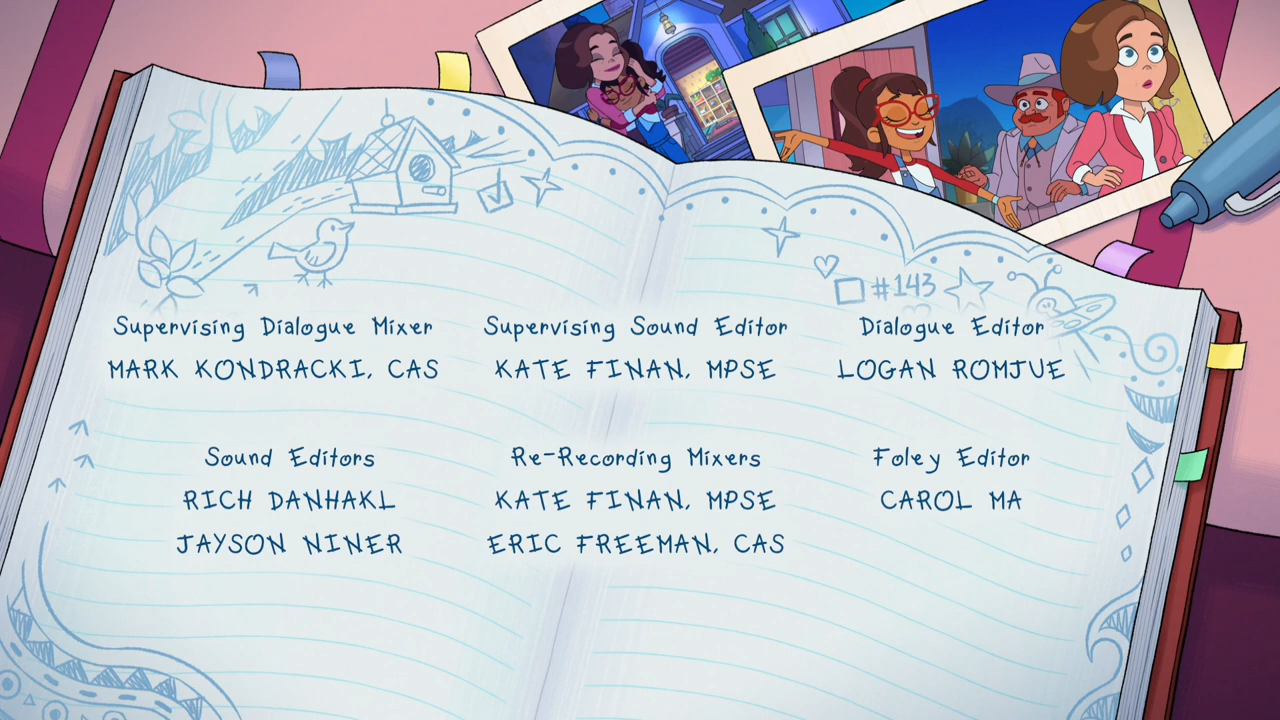 #143
Supervising Dialogue Mixer
MARK KONDRACKI, CAS
Supervising Sound Editor
KATE FINAN, MPSE
Dialogue Editor
LOGAN ROMJUE
Sound Editors
RICH DANHAKL
JAYSON NINER
Re-Recording Mixers
KATE FINAN, MPSE
ERIC FREEMAN, CAS
Foley Editor
CAROL MA